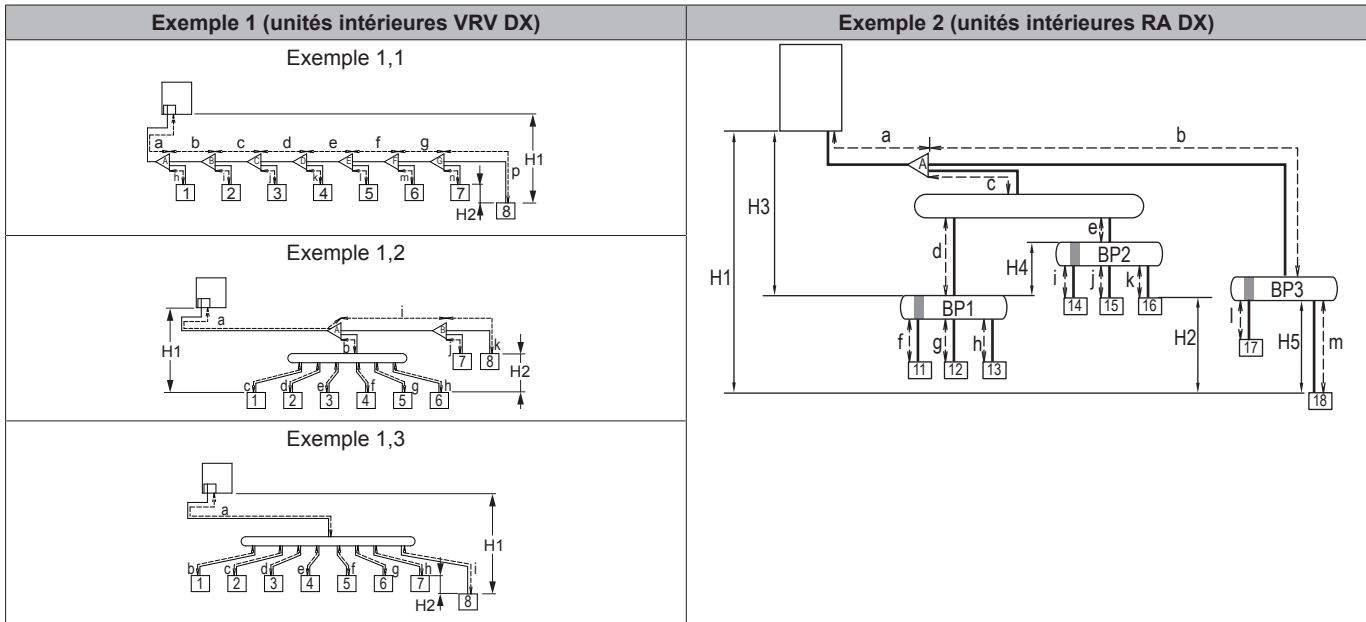 Exemple 1 (unités intérieures VRV DX)
Exemple 2 (unités intérieures RA DX)
Exemple 1,1
a b c d e f g
A B C D E F G
H1
p
h i j k l m n
1 2 3 4 5 6 7
H2
8
Exemple 1,2
a
i
A B
H1
b
j
k
7 8
H2
c d e f g h
1 2 3 4 5 6
Exemple 1,3
a
H1
b c d e f g h i
1 2 3 4 5 6 7
H2
8
a
b
A
c
H3
H1
d
e
H4
BP2
i j k
BP1
BP3
14 15 16
l
f g h
H2
H5
m
17
11 12 13
18